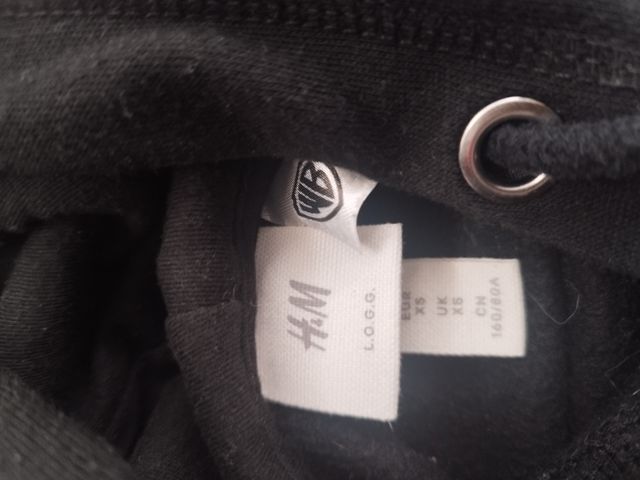 WB
H&M
L.O.G.G.
EUR
XS
UK
XS
CN
160/80A